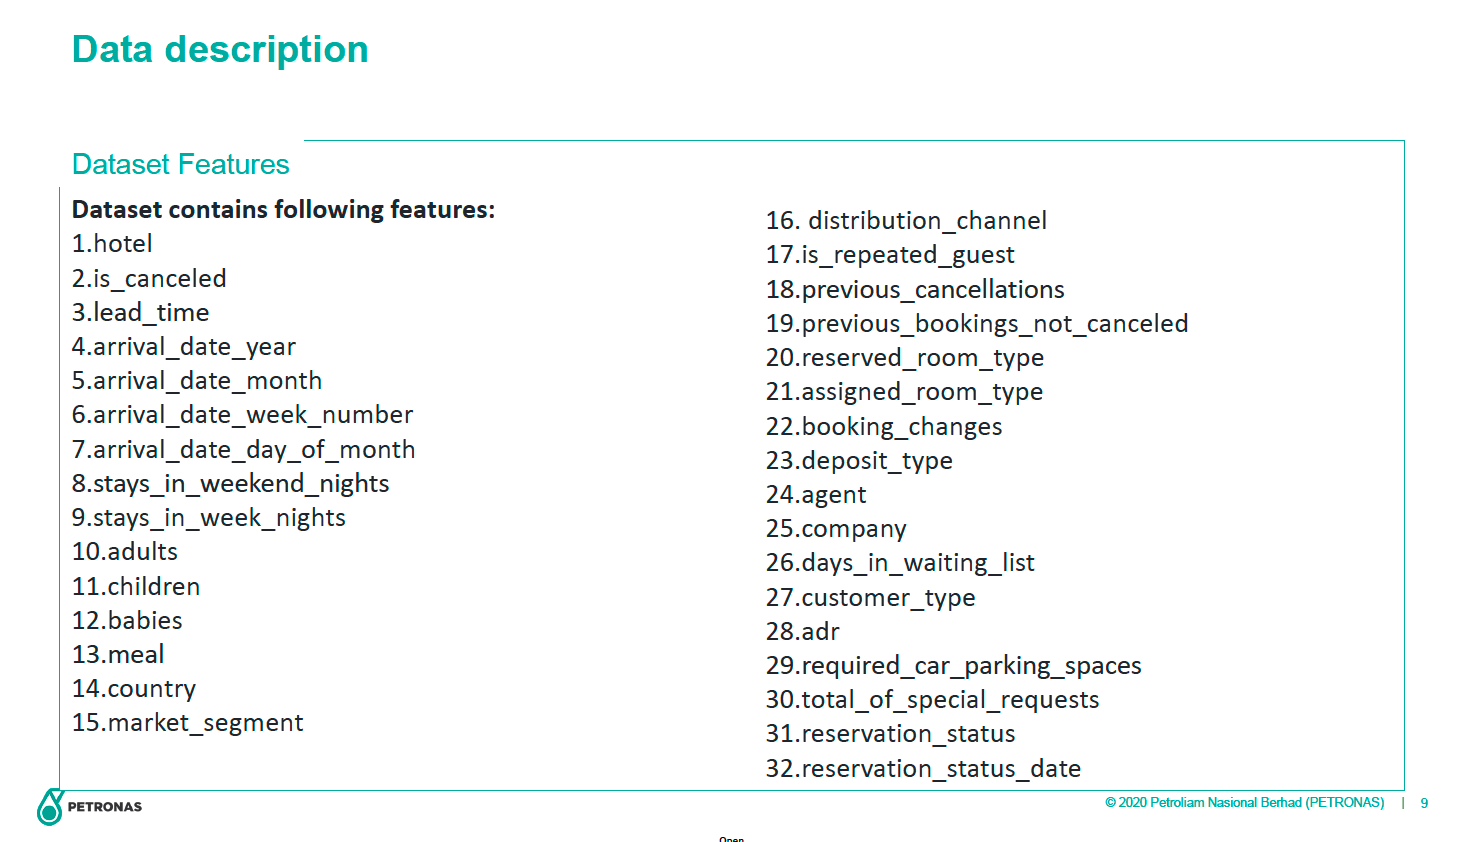 Data description
Dataset Features
Dataset contains following features:
1.hotel
2.is_canceled
3.lead_time
4.arrival_date_year
5.arrival_date_month
6.arrival_date_week_number
7.arrival_date_day_of_month
8.stays_in_weekend_nights
9.stays_in_week_nights
10.adults
11.children
12.babies
13.meal
14.country
15.market_segment
16. distribution_channel
17.is_repeated_guest
18.previous_cancellations
19.previous_bookings_not_canceled
20.reserved_room_type
21.assigned_room_type
22.booking_changes
23.deposit_type
24.agent
25.company
26.days_in_waiting_list
27.customer_type
28.adr
29.required_car_parking_spaces
30.total_of_special_requests
31.reservation_status
32.reservation_status_date
PETRONAS
© 2020 Petroliam Nasional Berhad (PETRONAS) | 9
Open